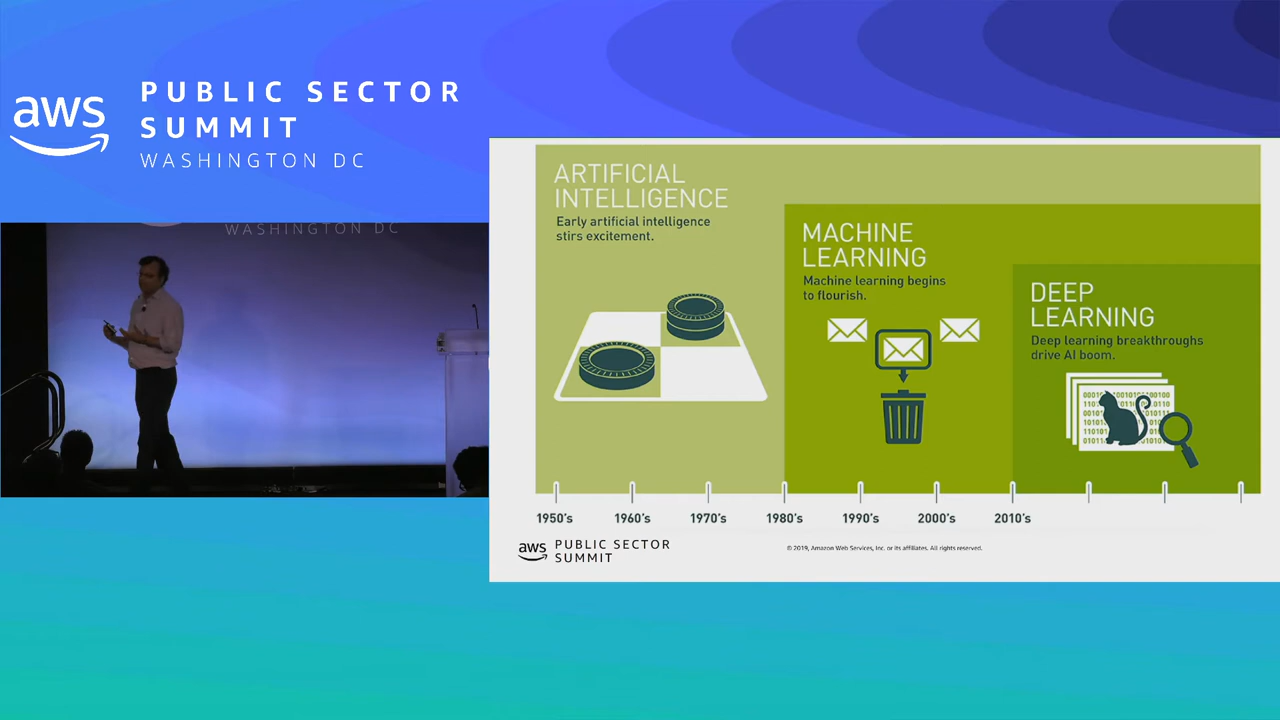 aws
PUBLIC SECTOR
SUMMIT
WASHINGTON DC
WASHINGTON DC
ARTIFICIAL
INTELLIGENCE
Early artificial intelligence
stirs excitement.
MACHINE
LEARNING
Machine learning begins
to flourish.
DEEP
LEARNING
Deep learning breakthroughs
drive AI boom.
1950's 1960's 1970's 1980's 1990's 2000's 2010's
aws
PUBLIC SECTOR
SUMMIT
© 2019, Amazon Web Services, Inc. or its affiliates. All rights reserved.